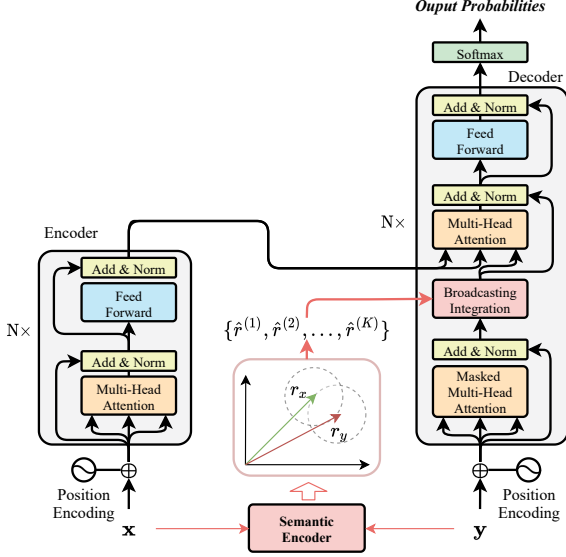 Ouput Probabilities
Softmax
Decoder
Add & Norm
Feed
Forward
Add & Norm
N×
Multi-Head
Attention
Broadcasting
Integration
Add & Norm
Masked
Multi-Head
Attention
Position
Encoding
y
Encoder
Add & Norm
Feed
Forward
N×
Add & Norm
Multi-Head
Attention
Position
Encoding
x
{r̂^(1), r̂^(2), . . . , r̂^(K)}
r_x
r_y
Semantic
Encoder